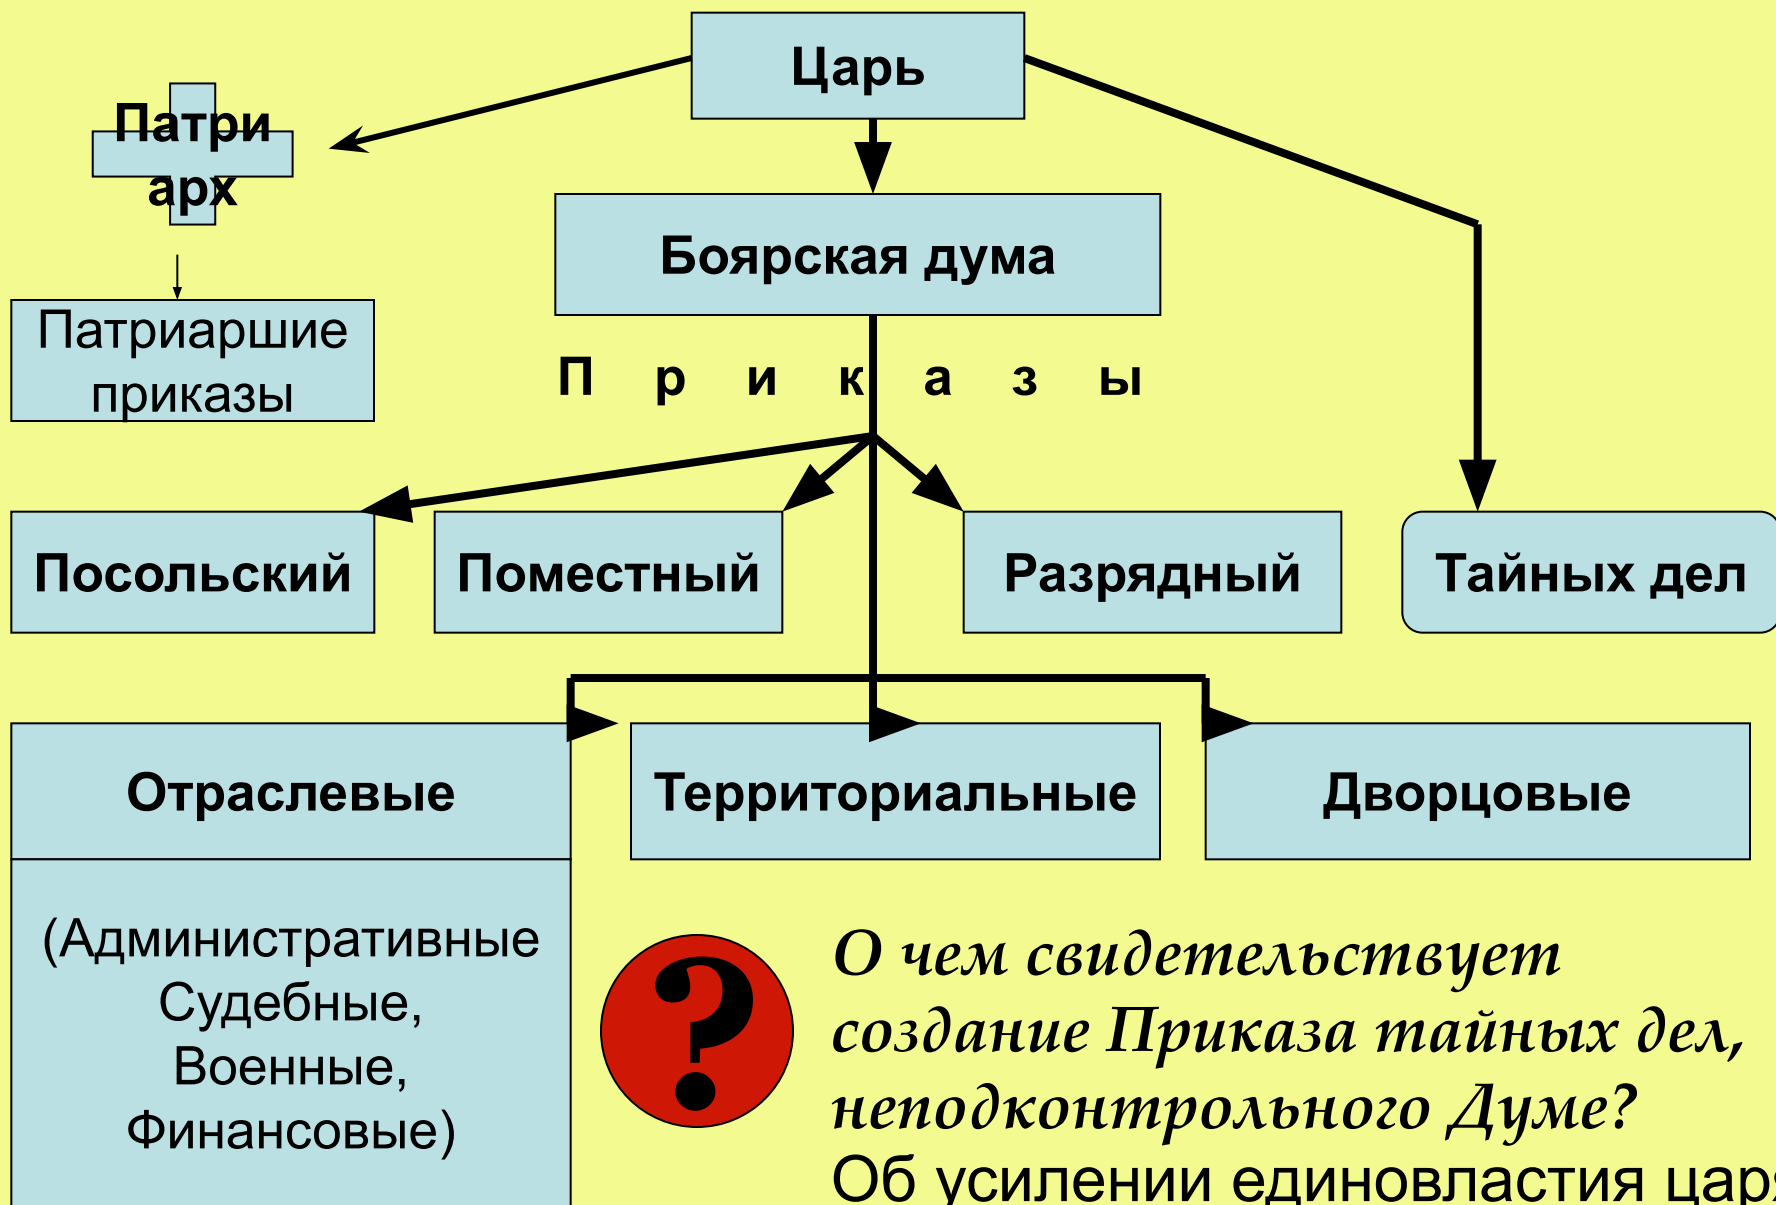 Царь
Патри
арх
Боярская дума
Патриаршие
приказы
П р и к а з ы
Посольский
Поместный
Разрядный
Тайных дел
Отраслевые
Территориальные
Дворцовые
(Административные
Судебные,
Военные,
Финансовые)
?
О чем свидетельствует
создание Приказа тайных дел,
неподконтрольного Думе?
Об усилении единовластия царя